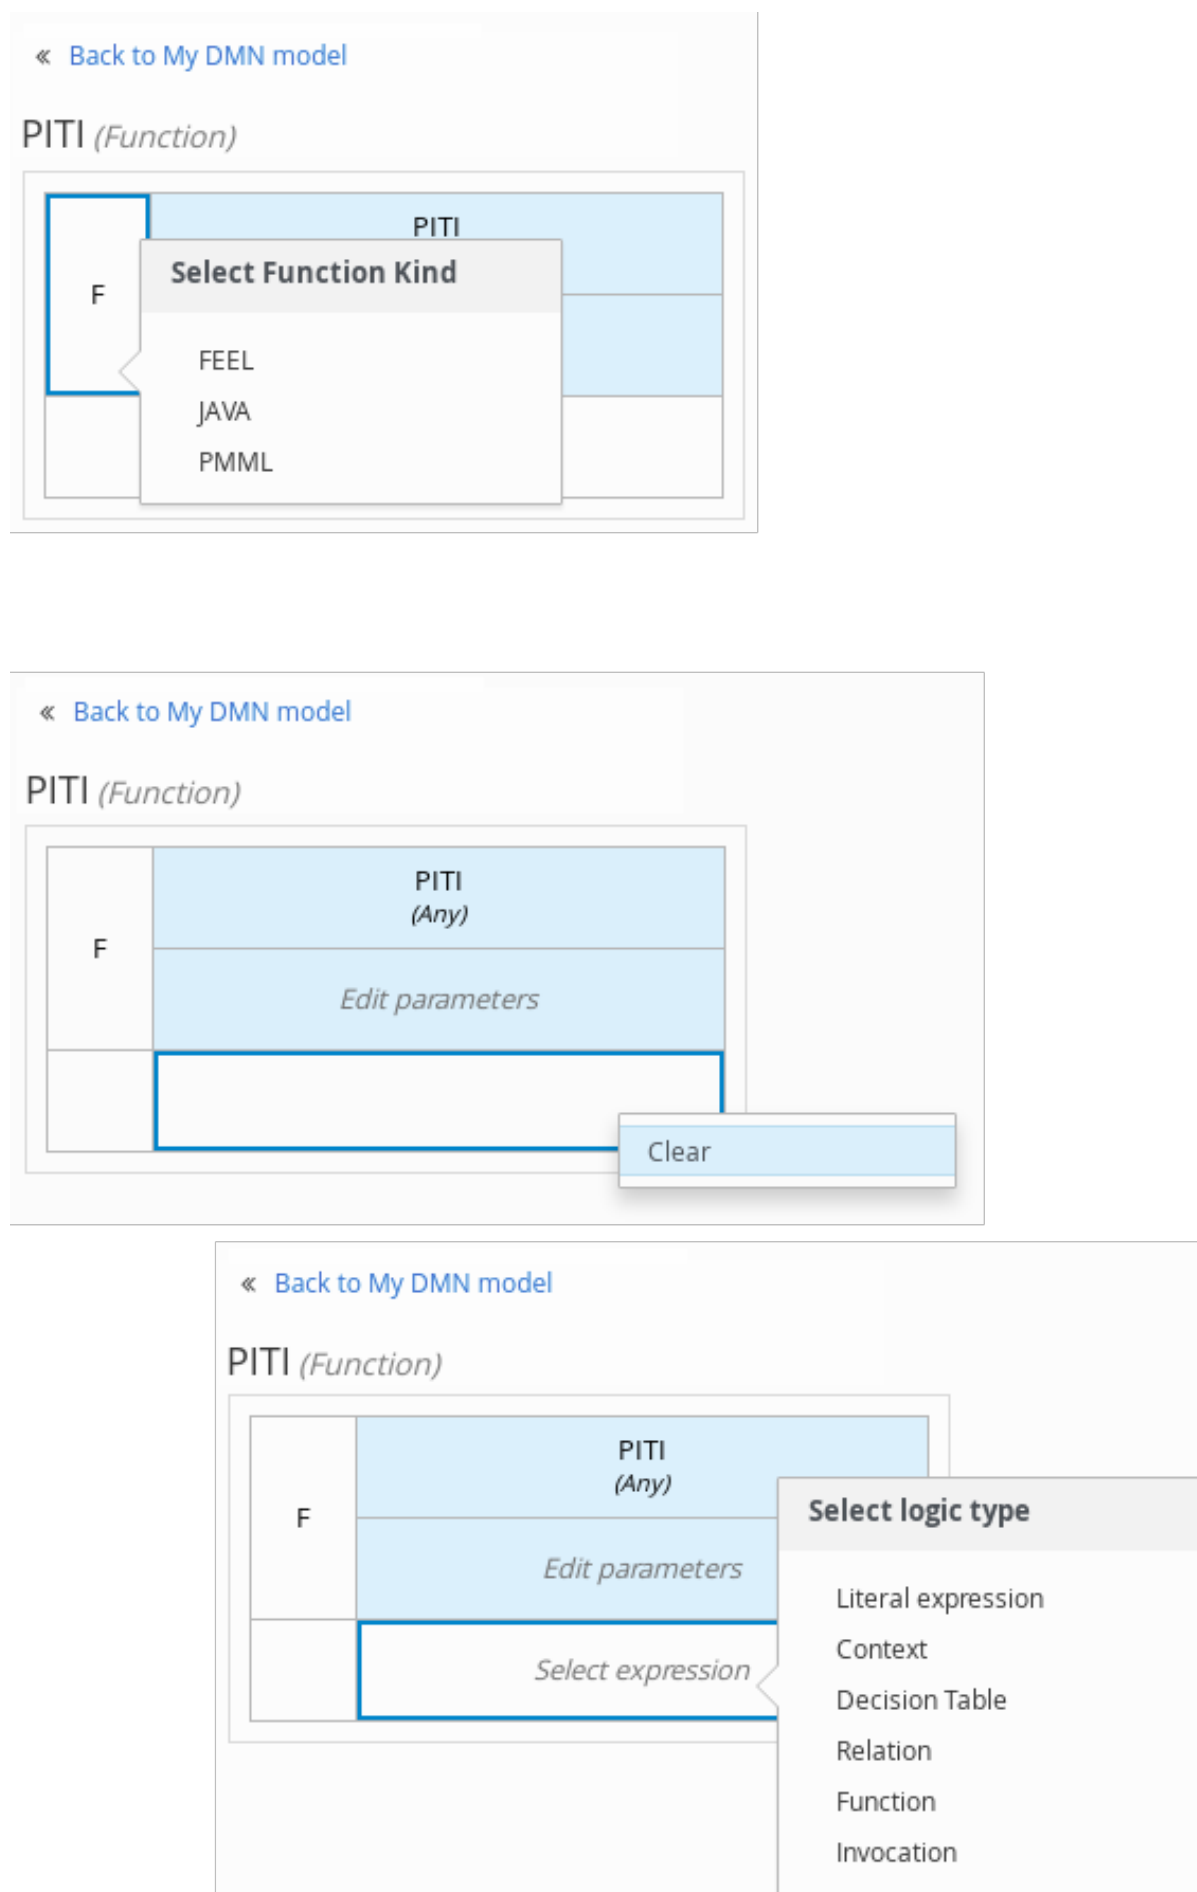 « Back to My DMN model
PITI (Function)
PITI
Select Function Kind
F
FEEL
JAVA
PMML
« Back to My DMN model
PITI (Function)
PITI
(Any)
F
Edit parameters
Clear
« Back to My DMN model
PITI (Function)
PITI
(Any)
Select logic type
F
Edit parameters
Literal expression
Context
Select expression
Decision Table
Relation
Function
Invocation